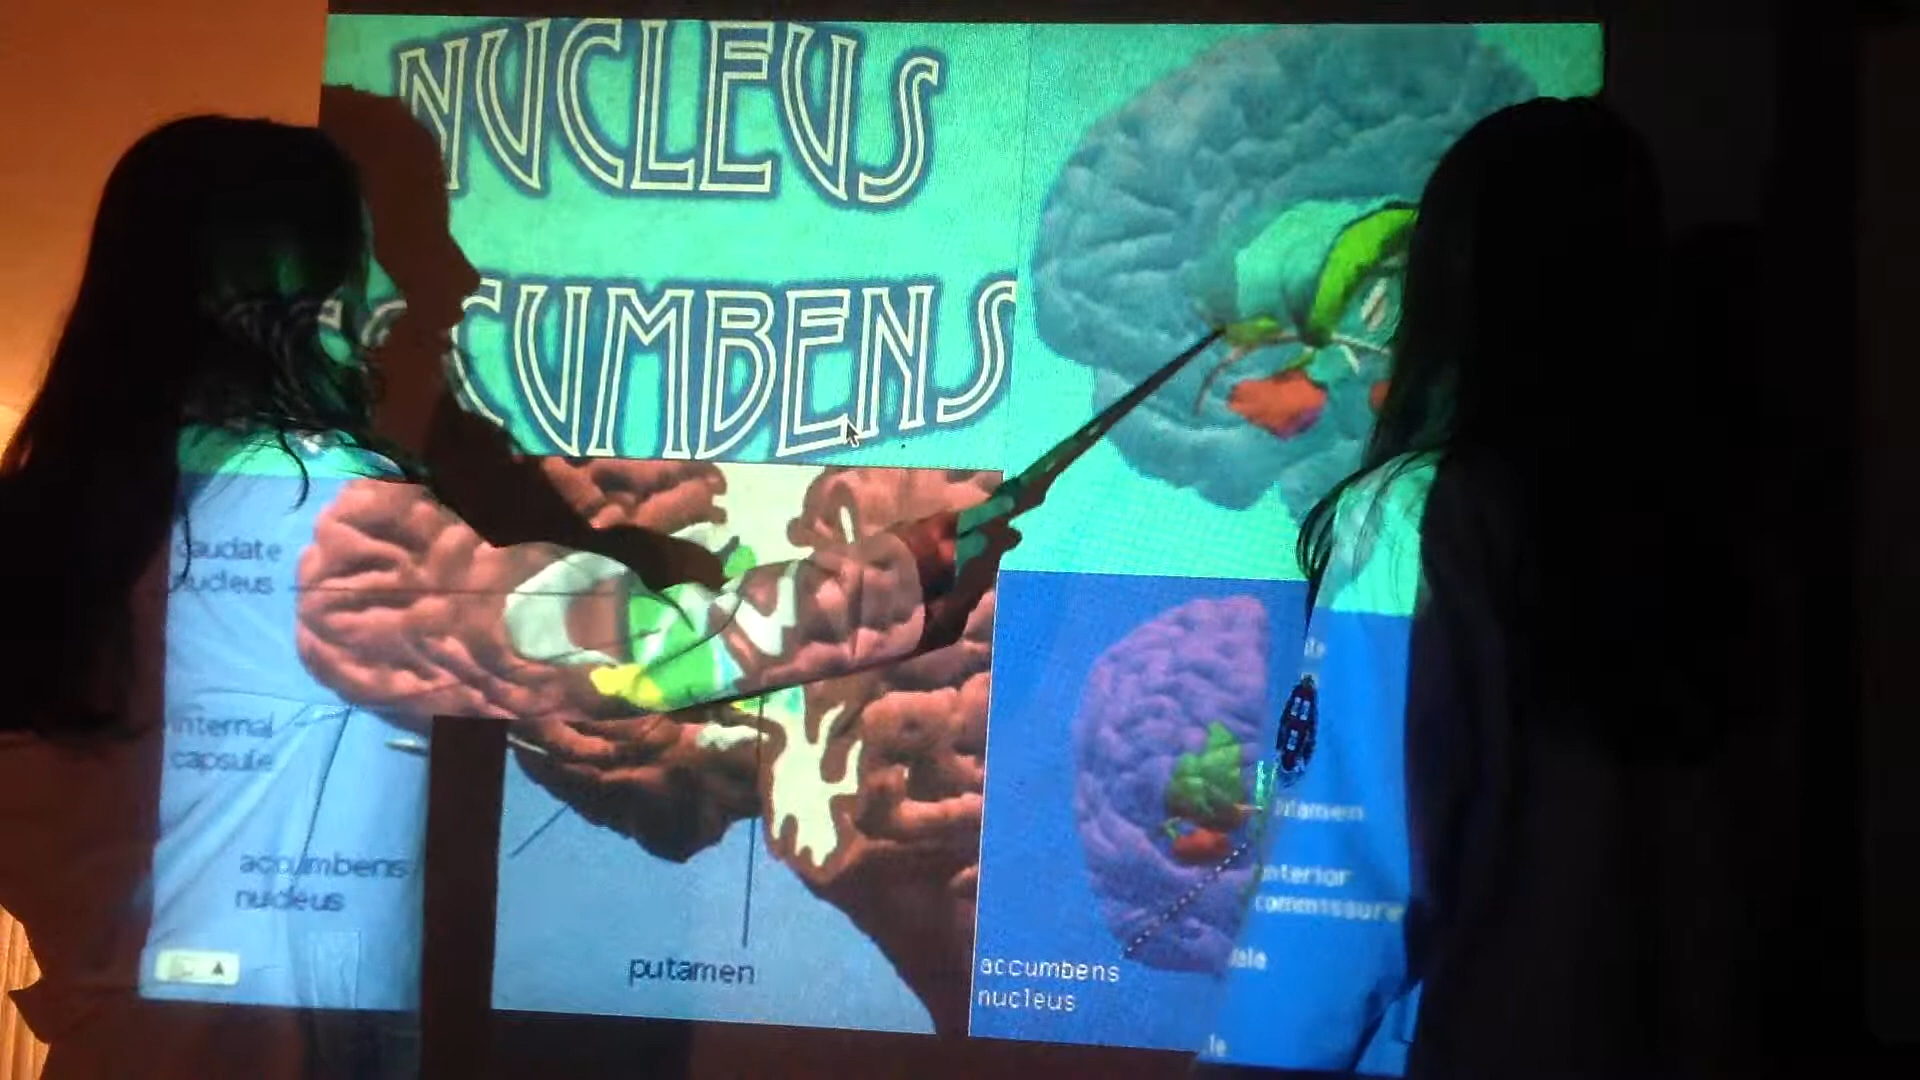 NUCLEUS
CUMBENS
caudate
nucleus
internal
capsule
accumbens
nucleus
putamen
accumbens
nucleus
putamen
anterior
commissure